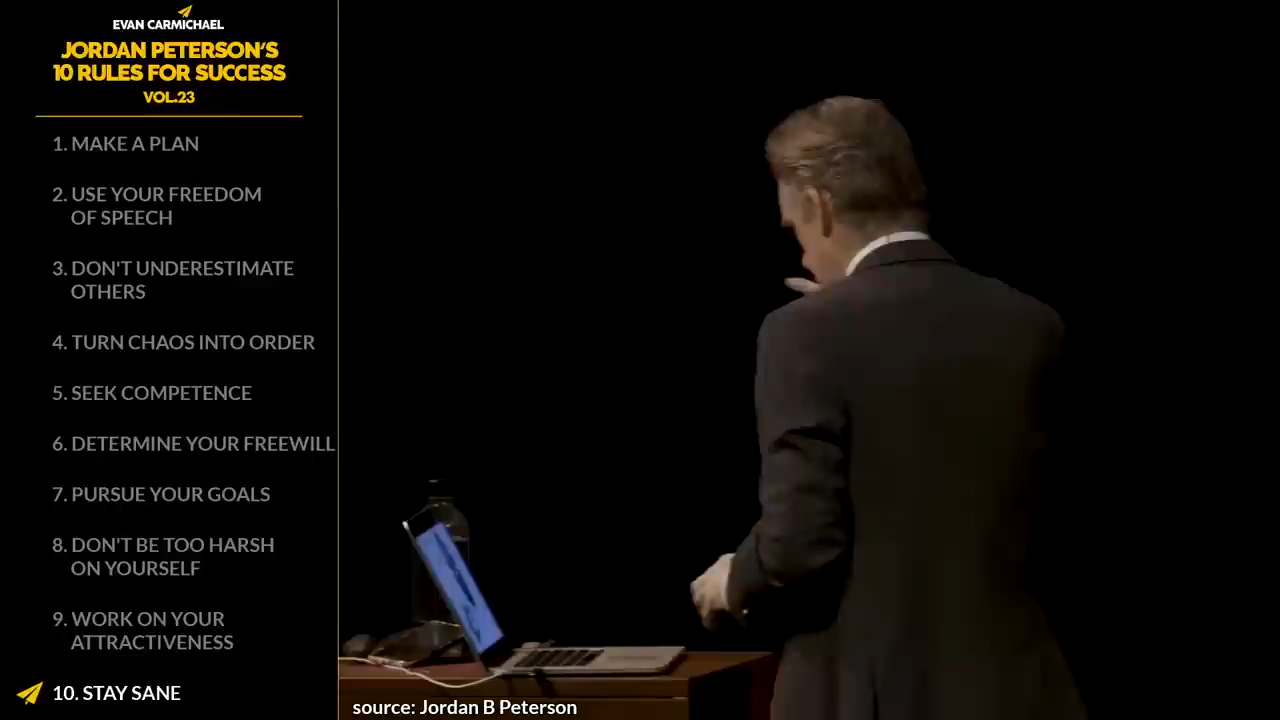 EVAN CARMICHAEL
JORDAN PETERSON'S
10 RULES FOR SUCCESS
VOL.23
1. MAKE A PLAN
2. USE YOUR FREEDOM
OF SPEECH
3. DON'T UNDERESTIMATE
OTHERS
4. TURN CHAOS INTO ORDER
5. SEEK COMPETENCE
6. DETERMINE YOUR FREEWILL
7. PURSUE YOUR GOALS
8. DON'T BE TOO HARSH
ON YOURSELF
9. WORK ON YOUR
ATTRACTIVENESS
10. STAY SANE
source: Jordan B Peterson